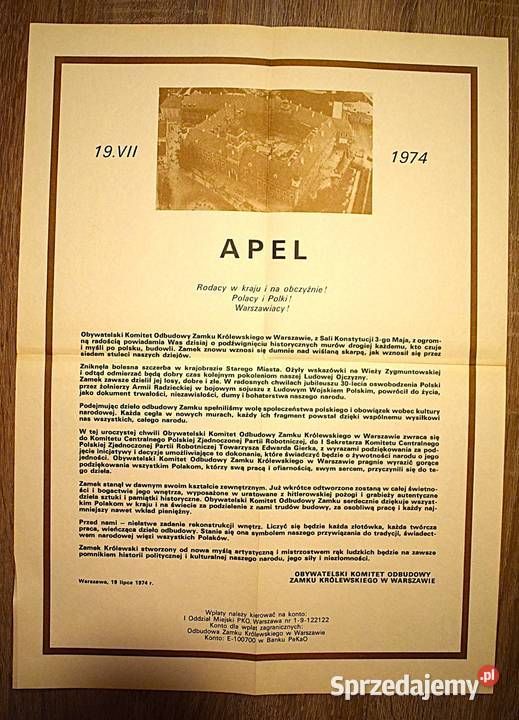 19.VII
1974
APEL
Rodacy w kraju i na obczyźnie!
Polacy i Polki!
Warszawiacy!
Obywatelski Komitet Odbudowy Zamku Królewskiego w Warszawie, z Sali Konstytucji 3-go Maja, z ogrom-
ną radością powiadamia Was dzisiaj o podźwignięciu historycznych murów drogiej każdemu, kto czuje
i myśli po polsku, budowli. Zamek znowu wznosi się dumnie nad wiślaną skarpą, jak wznosił się przez
siedem stuleci naszych dziejów.
Zniknęła bolesna szczerba w krajobrazie Starego Miasta. Ożyły wskazówki na Wieży Zygmuntowskiej
i odtąd odmierzać będą dobry czas kolejnym pokoleniom naszej Ludowej Ojczyzny.
Zamek zawsze dzielił jej losy, dobre i złe. W radosnych chwilach jubileuszu 30-lecia oswobodzenia Polski
przez żołnierzy Armii Radzieckiej w bojowym sojuszu z Ludowym Wojskiem Polskim, powrócił do życia,
jako dokument trwałości, niezawisłości, dumy i bohaterstwa naszego narodu.
Podejmując dzieło odbudowy Zamku spełniliśmy wolę społeczeństwa polskiego i obowiązek wobec kultury
narodowej. Każda cegła w nowych murach, każdy ich fragment powstał dzięki wspólnemu wysiłkowi
nas wszystkich, całego narodu.
W tej uroczystej chwili Obywatelski Komitet Odbudowy Zamku Królewskiego w Warszawie zwraca się
do Komitetu Centralnego Polskiej Zjednoczonej Partii Robotniczej, do I Sekretarza Komitetu Centralnego
Polskiej Zjednoczonej Partii Robotniczej Towarzysza Edwarda Gierka, z wyrazami podziękowania za pod-
jęcie inicjatywy i decyzje umożliwiające to dokonanie, które świadczyć będzie o żywotności narodu o jego
jedności. Obywatelski Komitet Odbudowy Zamku Królewskiego w Warszawie pragnie wyrazić gorące
podziękowania wszystkim Polakom, którzy swą pracą i ofiarnością, swym sercem, przyczynili się do te-
go dzieła.
Zamek stanął w dawnym swoim kształcie zewnętrznym. Już wkrótce odtworzone zostaną w całej świetno-
ści i bogactwie jego wnętrza, wyposażone w uratowane z hitlerowskiej pożogi i grabieży autentyczne
dzieła sztuki i pamiątki historyczne. Obywatelski Komitet Odbudowy Zamku serdecznie dziękuje wszyst-
kim Polakom w kraju i na świecie za podzielenie z nami trudów budowy, za osobliwą pracę i każdy naj-
mniejszy nawet wkład pieniężny.
Przed nami – niełatwe zadanie rekonstrukcji wnętrz. Liczyć się będzie każda złotówka, każda twórcza
praca, wieńcząca dzieło odbudowy. Stanie się ona symbolem naszego przywiązania do tradycji, świadect-
wem narodowej więzi wszystkich Polaków.
Zamek Królewski stworzony od nowa myślą artystyczną i mistrzostwem rąk ludzkich będzie na zawsze
pomnikiem historii politycznej i kulturalnej naszego narodu, jego siły i niezłomności.
OBYWATELSKI KOMITET ODBUDOWY
ZAMKU KRÓLEWSKIEGO W WARSZAWIE
Warszawa, 19 lipca 1974 r.
Wpłaty należy kierować na konto:
I Oddział Miejski PKO, Warszawa nr 1-9-122122
Konto dla wpłat zagranicznych:
Odbudowa Zamku Królewskiego w Warszawie
Konto: E-100700 w Banku PeKaO
Sprzedajemy.pl